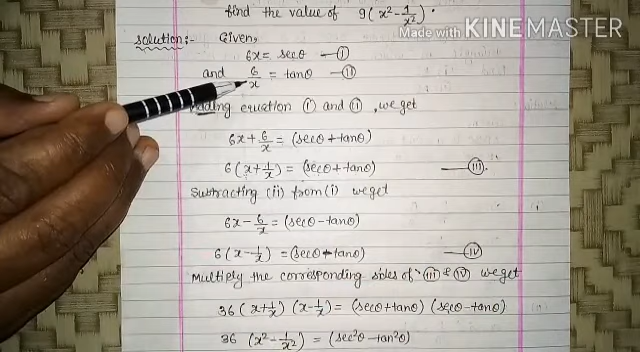 find the value of 9(x² - 1/x²).
Made with KINEMASTER
Solution:- Given,
6x = secθ —(i)
and 6/x = tanθ —(ii)
Adding equation (i) and (ii), we get
6x + 6/x = (secθ + tanθ)
6(x + 1/x) = (secθ + tanθ) —(iii).
Subtracting (ii) from (i) we get
6x - 6/x = (secθ - tanθ)
6(x - 1/x) = (secθ - tanθ) —(iv)
Multiply the corresponding sides of (iii) & (iv) we get
36(x + 1/x)(x - 1/x) = (secθ + tanθ)(secθ - tanθ)
36(x² - 1/x²) = (sec²θ - tan²θ)